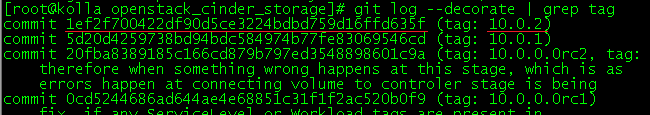 [root@kolla openstack_cinder_storage]# git log --decorate | grep tag
commit 1ef2f700422df90d5ce3224bdbd759d16ffd635f (tag: 10.0.2)
commit 5d20d4259738bd94bdc584974b77fe83069546cd (tag: 10.0.1)
commit 20fba8389185c166cd879b797ed3548898601c9a (tag: 10.0.0.0rc2, tag:
therefore when something wrong happens at this stage, which is as
errors happen at connecting volume to controler stage is being
commit 0cd5244686ad644ae4e68851c31f1f2ac520b0f9 (tag: 10.0.0.0rc1)
fix, if any ServiceLevel or Workload tags are present in